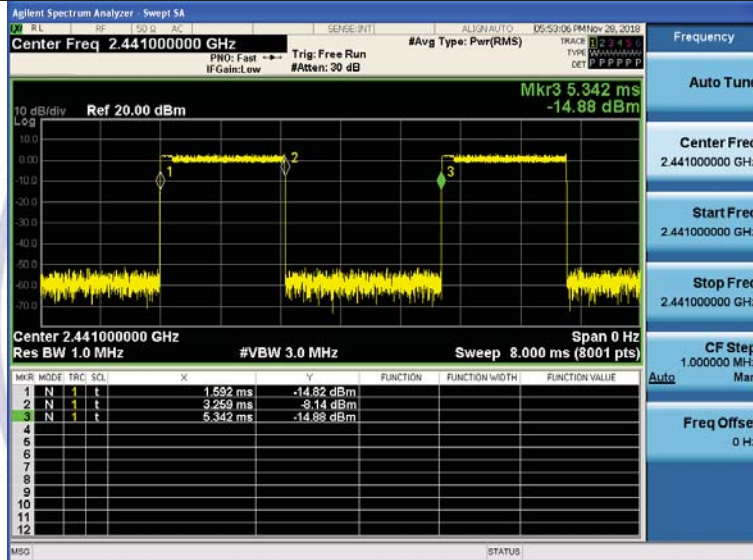 Agilent Spectrum Analyzer - Swept SA
RL RF 50 Ω AC SENSE:INT ALIGN AUTO 05:53:06 PM Nov 28, 2018
Center Freq 2.441000000 GHz #Avg Type: Pwr(RMS) TRACE 1 2 3 4 5 6
PNO: Fast Trig: Free Run TYPE
IFGain:Low #Atten: 30 dB DET P P P P P P
Mkr3 5.342 ms
10 dB/div Ref 20.00 dBm -14.88 dBm
Log
10.0
0.00
-10.0
-20.0
-30.0
-40.0
-50.0
-60.0
-70.0
1
2
3
Center 2.441000000 GHz Span 0 Hz
Res BW 1.0 MHz #VBW 3.0 MHz Sweep 8.000 ms (8001 pts)
MKR MODE TRC SCL X Y FUNCTION FUNCTION WIDTH FUNCTION VALUE
1 N 1 t 1.592 ms -14.82 dBm
2 N 1 t 3.259 ms -8.14 dBm
3 N 1 t 5.342 ms -14.88 dBm
4
5
6
7
8
9
10
11
12
MSG STATUS
Frequency
Auto Tune
Center Freq
2.441000000 GHz
Start Freq
2.441000000 GHz
Stop Freq
2.441000000 GHz
CF Step
1.000000 MHz
Auto Man
Freq Offset
0 Hz